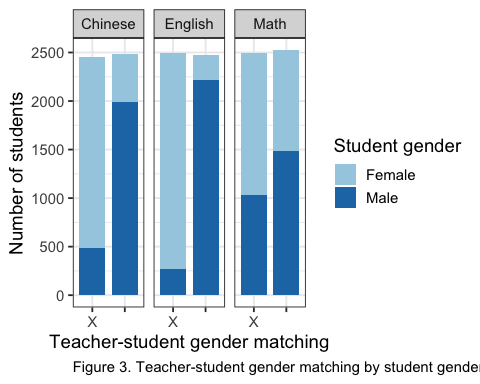 Chinese English Math
2500
2000
1500
1000
500
0
Number of students
X X X
Teacher-student gender matching
Student gender
Female
Male
Figure 3. Teacher-student gender matching by student gender